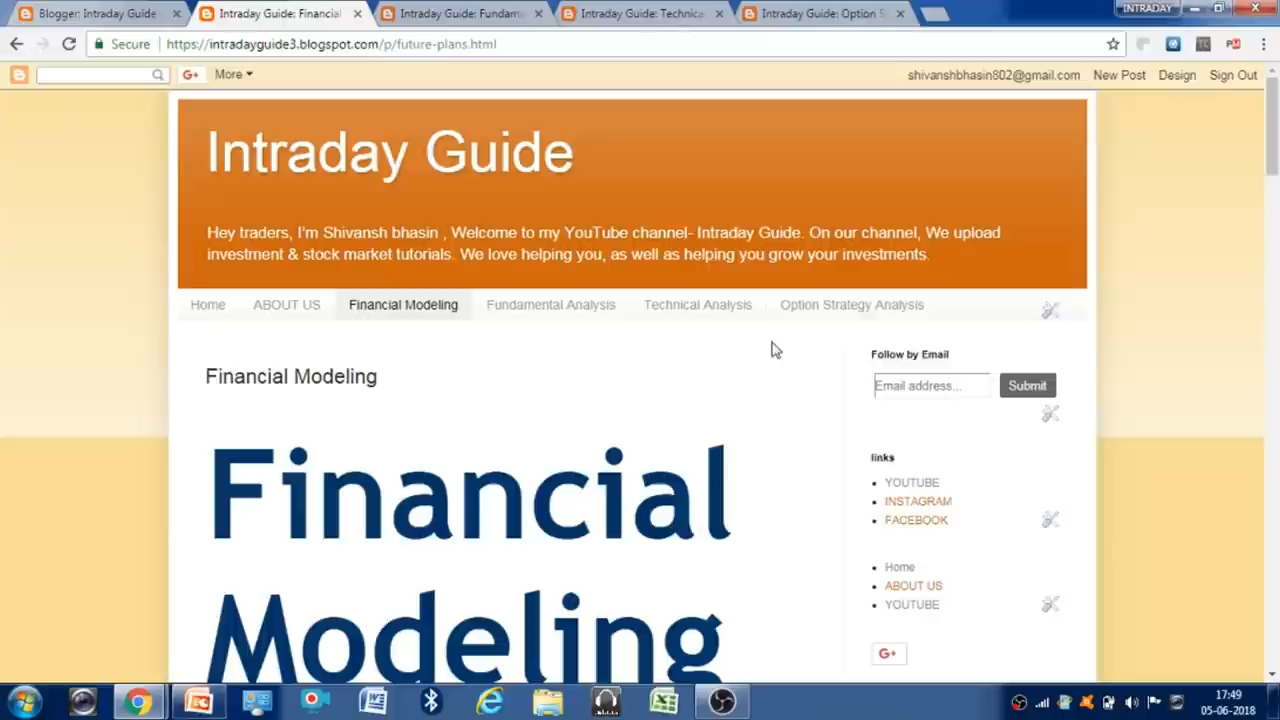 Blogger: Intraday Guide
Intraday Guide: Financial
Intraday Guide: Fundam
Intraday Guide: Technica
Intraday Guide: Option S
INTRADAY
Secure
https://intradayguide3.blogspot.com/p/future-plans.html
G+ More
shivanshbhasin802@gmail.com New Post Design Sign Out
Intraday Guide
Hey traders, I'm Shivansh bhasin , Welcome to my YouTube channel- Intraday Guide. On our channel, We upload
investment & stock market tutorials. We love helping you, as well as helping you grow your investments.
Home ABOUT US Financial Modeling Fundamental Analysis Technical Analysis Option Strategy Analysis
Financial Modeling
Financial
Modeling
Follow by Email
Email address... Submit
links
YOUTUBE
INSTAGRAM
FACEBOOK
Home
ABOUT US
YOUTUBE
G+
17:49
05-06-2018